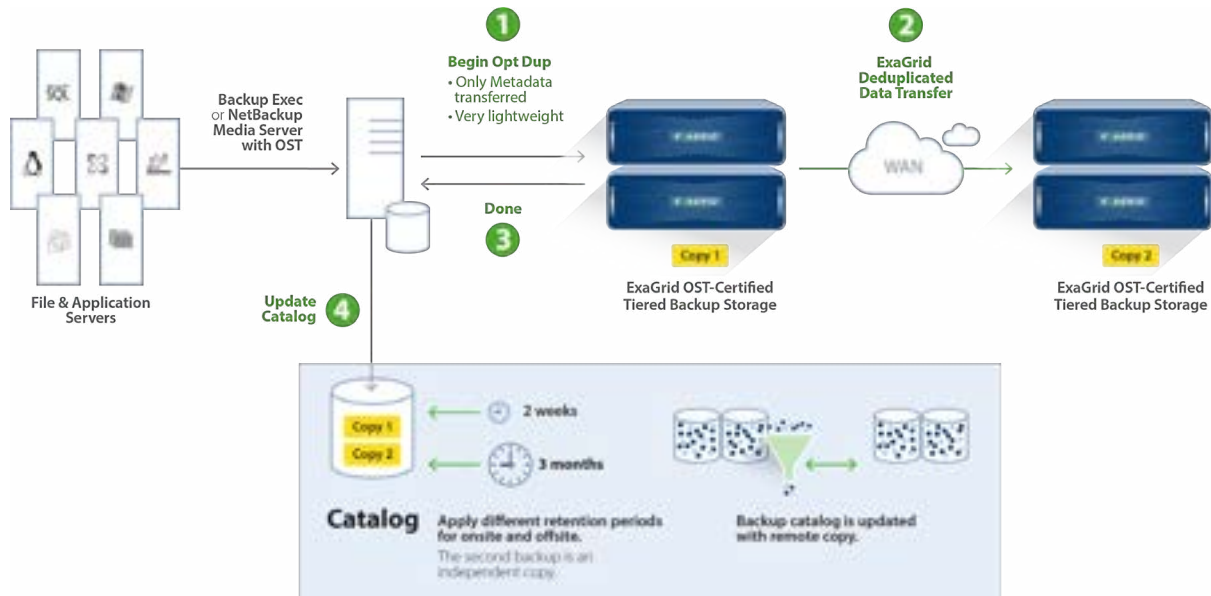 1
2
Begin Opt Dup
• Only Metadata
transferred
• Very lightweight
ExaGrid
Deduplicated
Data Transfer
SQL
Backup Exec
or NetBackup
Media Server
with OST
WAN
Done
3
Copy 1
Copy 2
File & Application
Servers
ExaGrid OST-Certified
Tiered Backup Storage
ExaGrid OST-Certified
Tiered Backup Storage
Update
Catalog
4
Copy 1
Copy 2
2 weeks
3 months
Catalog
Apply different retention periods
for onsite and offsite.
The second backup is an
independent copy.
Backup catalog is updated
with remote copy.